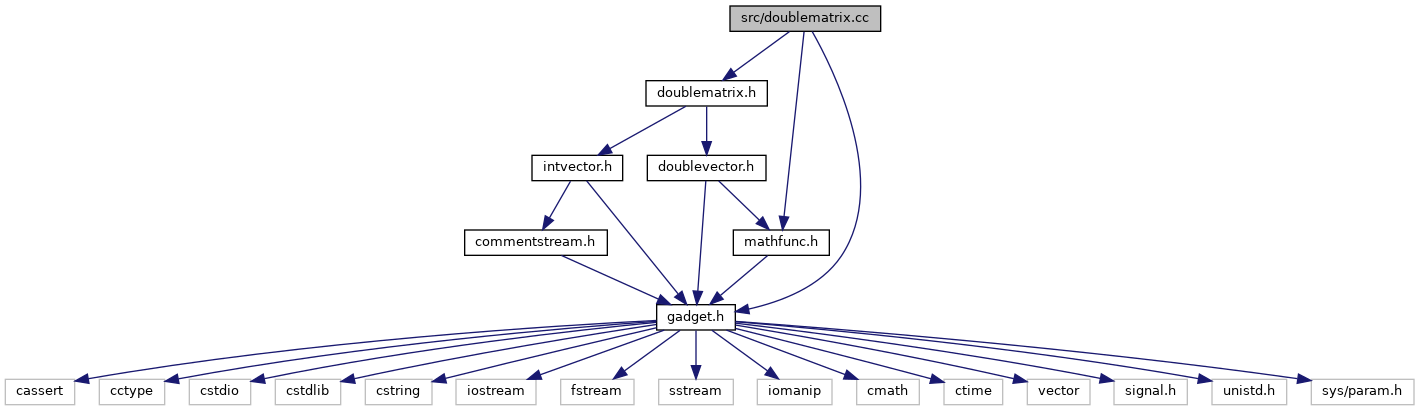 src/doublematrix.cc
doublematrix.h
intvector.h
doublevector.h
commentstream.h
mathfunc.h
gadget.h
cassert
cctype
cstdio
cstdlib
cstring
iostream
fstream
sstream
iomanip
cmath
ctime
vector
signal.h
unistd.h
sys/param.h